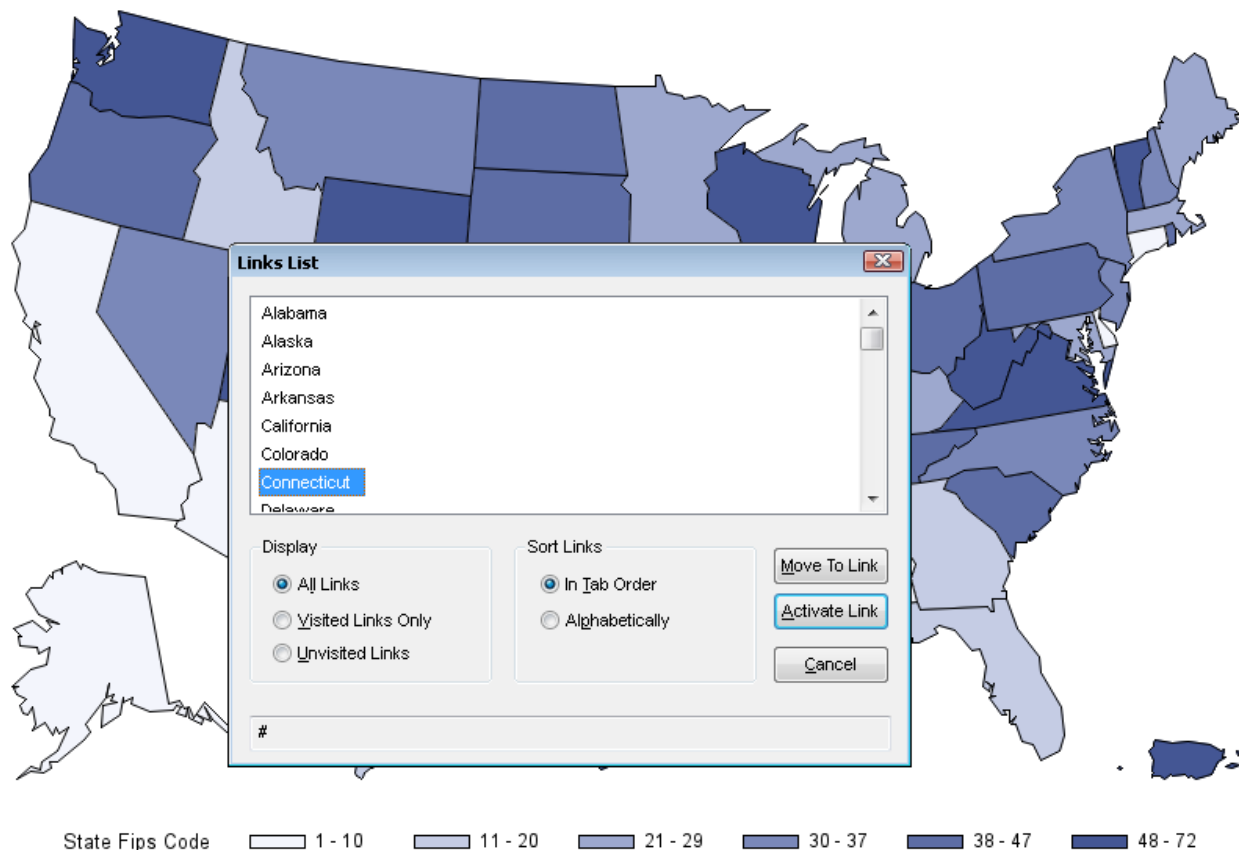 Links List
Alabama
Alaska
Arizona
Arkansas
California
Colorado
Connecticut
Delaware
Display
All Links
Visited Links Only
Unvisited Links
Sort Links
In Tab Order
Alphabetically
Move To Link
Activate Link
Cancel
#
State Fips Code 1 - 10 11 - 20 21 - 29 30 - 37 38 - 47 48 - 72